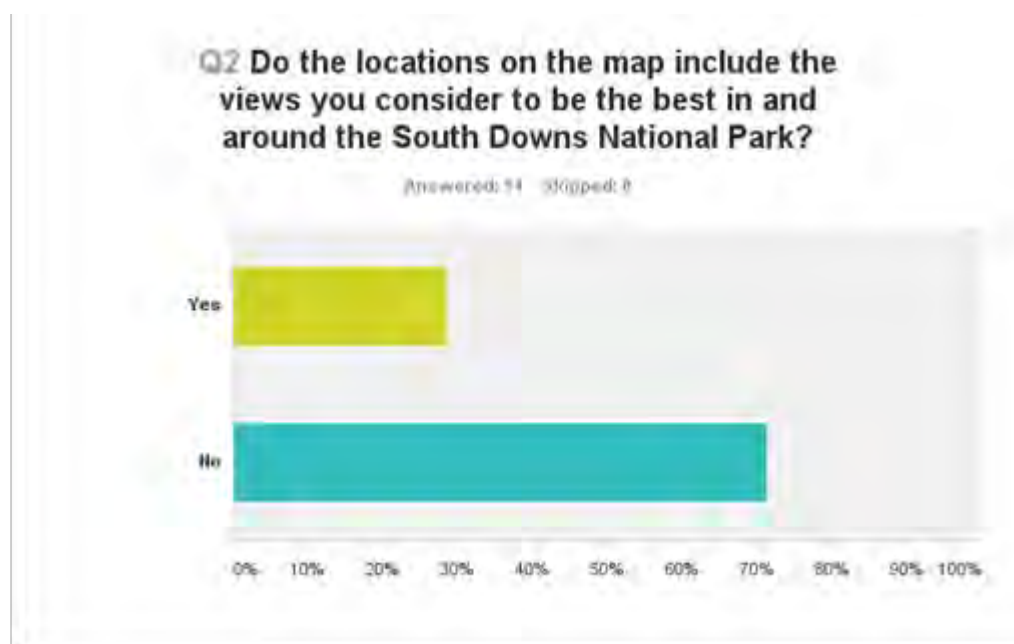 Q2 Do the locations on the map include the
views you consider to be the best in and
around the South Downs National Park?
Answered: Skipped: 0
Yes
No
0% 10% 20% 30% 40% 50% 60% 70% 80% 90% 100%